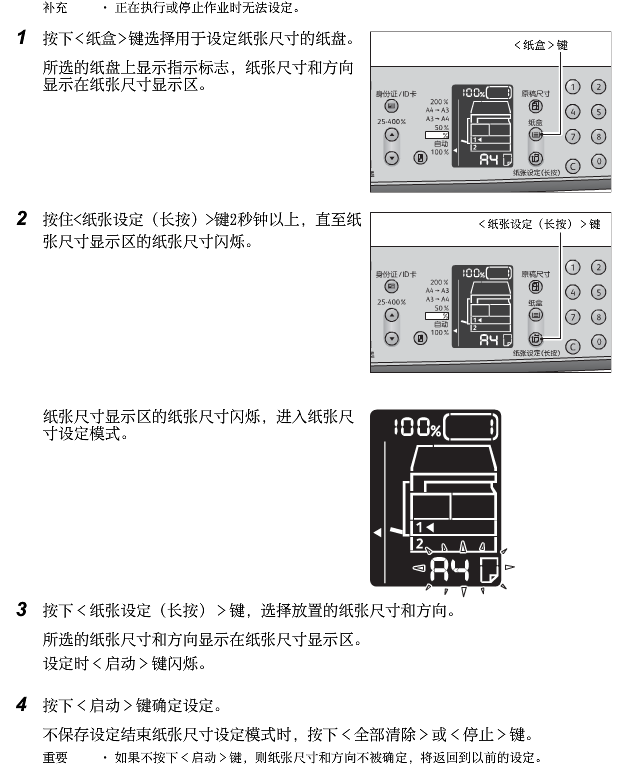 补充 ・ 正在执行或停止作业时无法设定。
1 按下<纸盒>键选择用于设定纸张尺寸的纸盘。
所选的纸盘上显示指示标志，纸张尺寸和方向
显示在纸张尺寸显示区。
<纸盒>键
身份证/ID卡
25-400%
200%
A4→A3
A3→A4
50%
%
自动
100%
100% 1
1
2
A4
原稿尺寸
纸盒
纸张设定(长按)
1 2
4 5
7 8
C 0
2 按住<纸张设定（长按）>键2秒钟以上，直至纸
张尺寸显示区的纸张尺寸闪烁。
<纸张设定（长按）>键
身份证/ID卡
25-400%
200%
A4→A3
A3→A4
50%
%
自动
100%
100% 1
1
2
A4
原稿尺寸
纸盒
纸张设定(长按)
1 2
4 5
7 8
C 0
纸张尺寸显示区的纸张尺寸闪烁，进入纸张尺
寸设定模式。
100% 1
1
2
A4
3 按下<纸张设定（长按）>键，选择放置的纸张尺寸和方向。
所选的纸张尺寸和方向显示在纸张尺寸显示区。
设定时<启动>键闪烁。
4 按下<启动>键确定设定。
不保存设定结束纸张尺寸设定模式时，按下<全部清除>或<停止>键。
重要 ・ 如果不按下<启动>键，则纸张尺寸和方向不被确定，将返回到以前的设定。